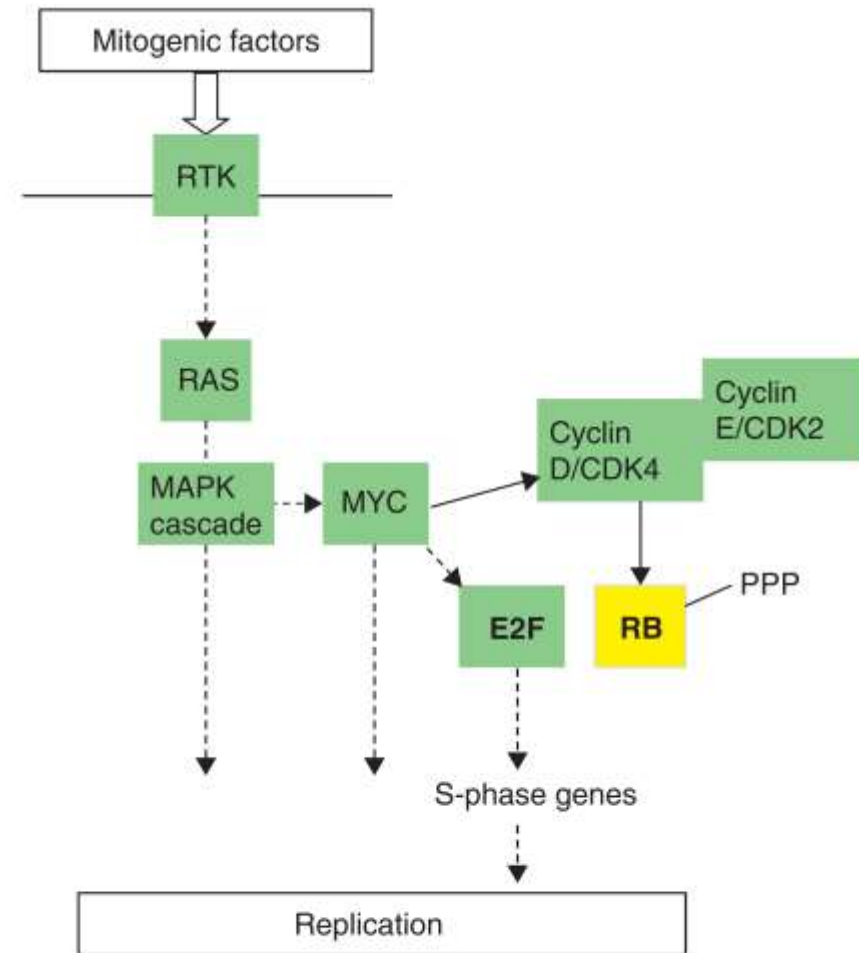 Mitogenic factors
RTK
RAS
Cyclin
E/CDK2
Cyclin
D/CDK4
MAPK
cascade
MYC
PPP
E2F
RB
S-phase genes
Replication